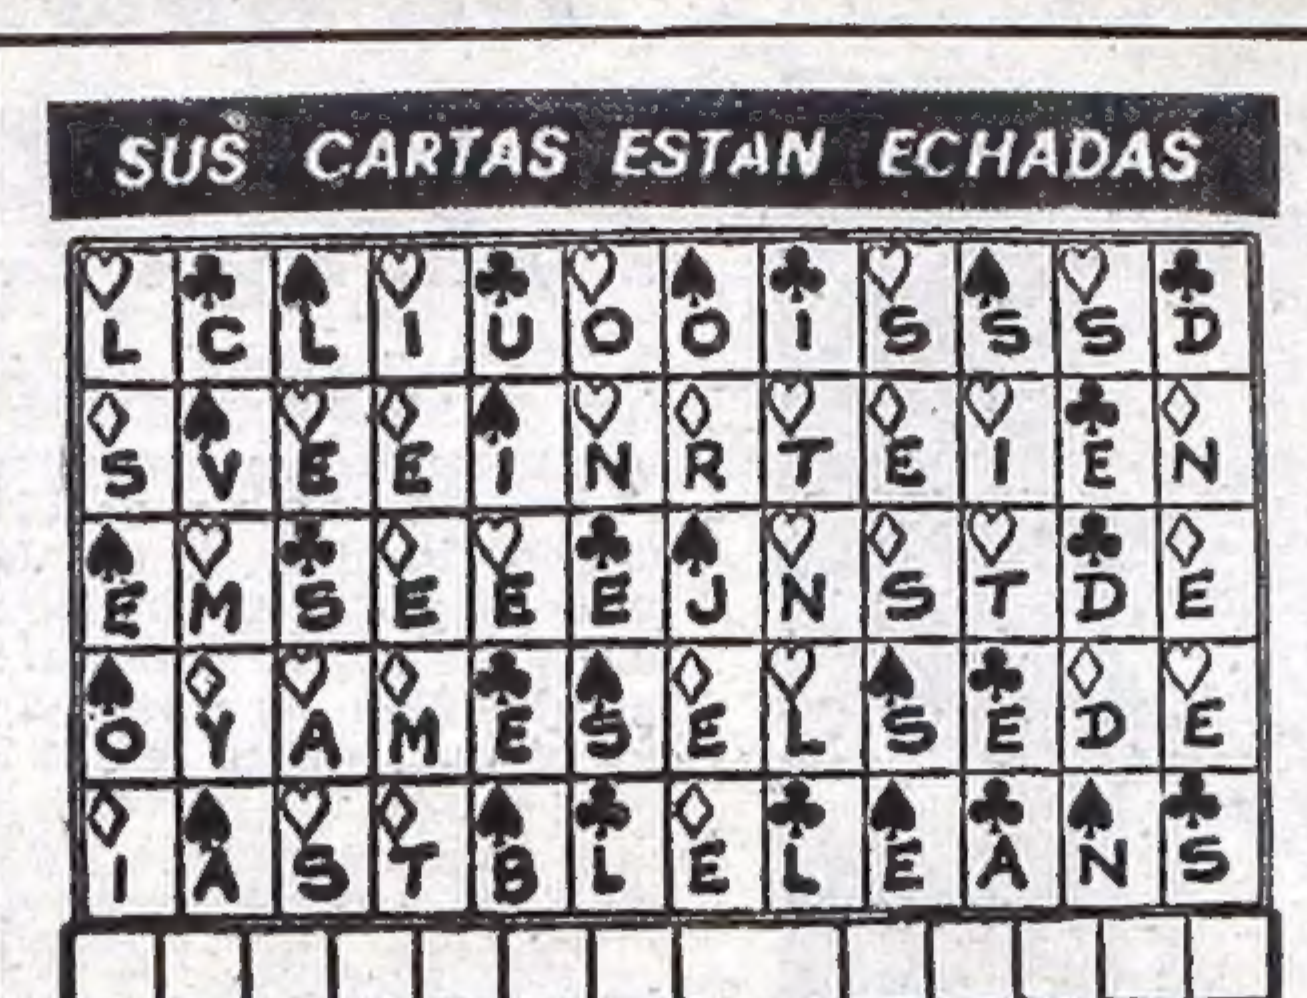 SUS CARTAS ESTAN ECHADAS
L C L I U O O I S S S D
S V E E I N R T E I E N
E M S E E E J N S T D E
O Y A M E S E L S E D E
I A S T B L E L E A N S